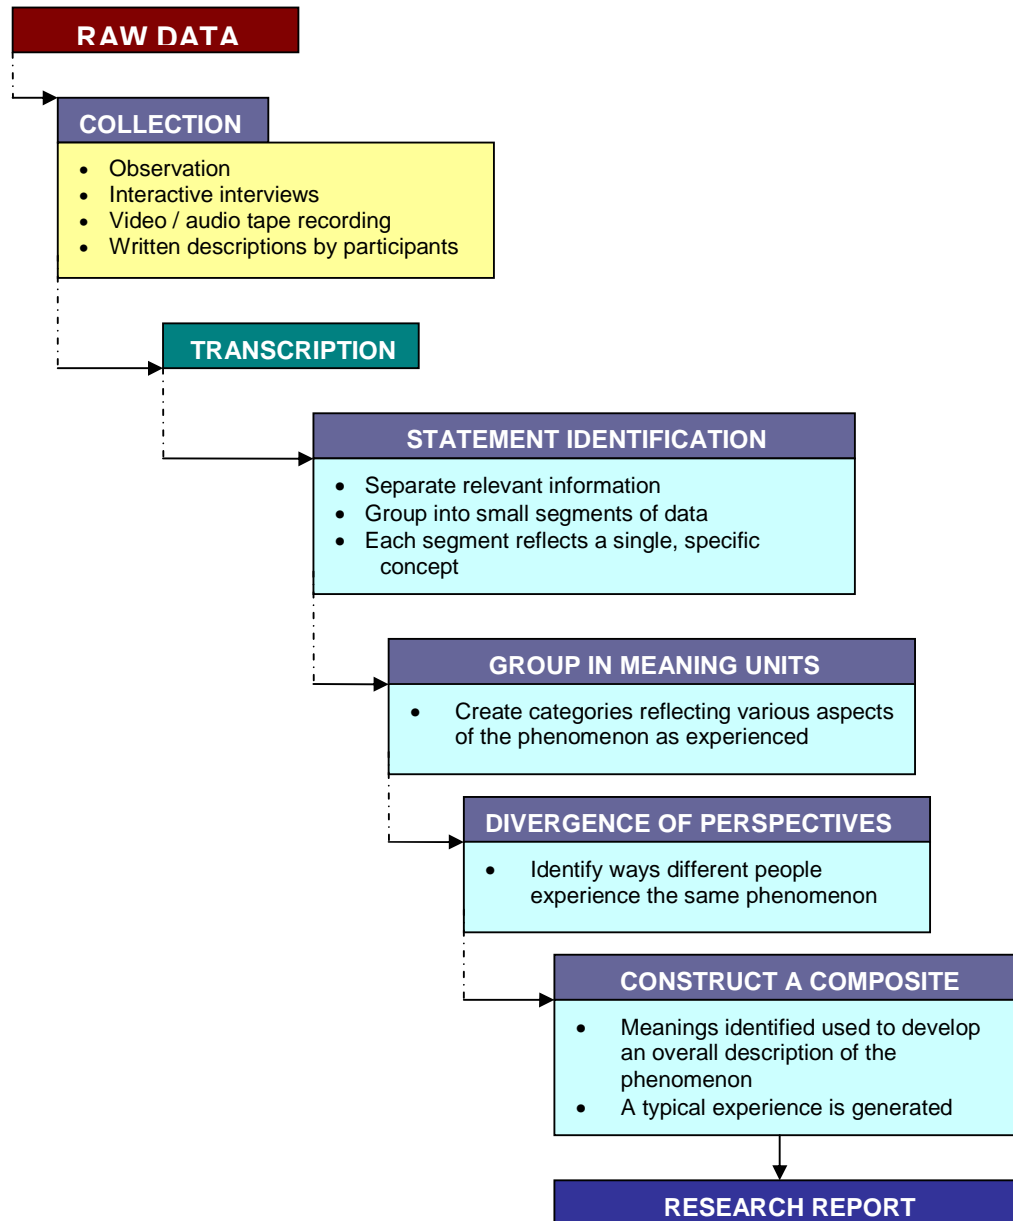 RAW DATA
COLLECTION
• Observation
• Interactive interviews
• Video / audio tape recording
• Written descriptions by participants
TRANSCRIPTION
STATEMENT IDENTIFICATION
• Separate relevant information
• Group into small segments of data
• Each segment reflects a single, specific
concept
GROUP IN MEANING UNITS
• Create categories reflecting various aspects
of the phenomenon as experienced
DIVERGENCE OF PERSPECTIVES
• Identify ways different people
experience the same phenomenon
CONSTRUCT A COMPOSITE
• Meanings identified used to develop
an overall description of the
phenomenon
• A typical experience is generated
RESEARCH REPORT